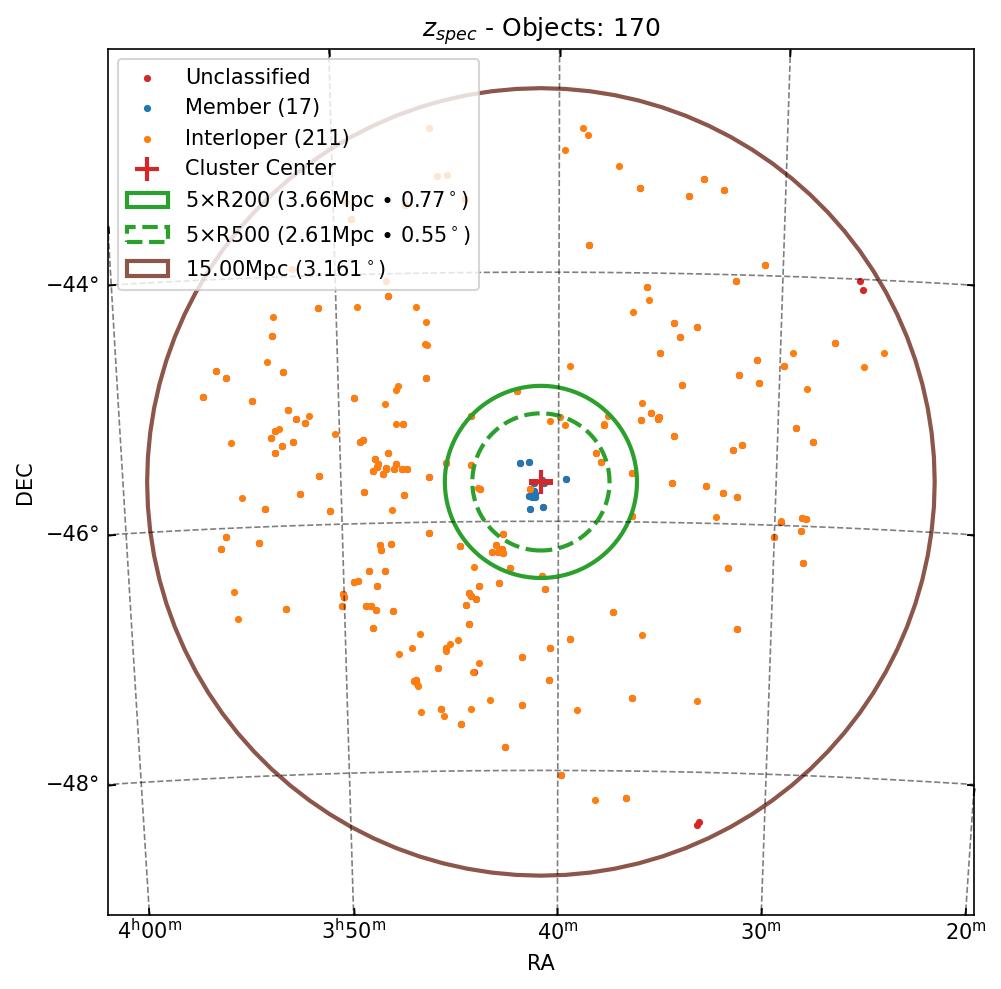 z_spec - Objects: 170
Unclassified
Member (17)
Interloper (211)
Cluster Center
5×R200 (3.66Mpc • 0.77°)
5×R500 (2.61Mpc • 0.55°)
15.00Mpc (3.161°)
−44°
−46°
−48°
DEC
4ʰ00ᵐ 3ʰ50ᵐ 40ᵐ 30ᵐ 20ᵐ
RA